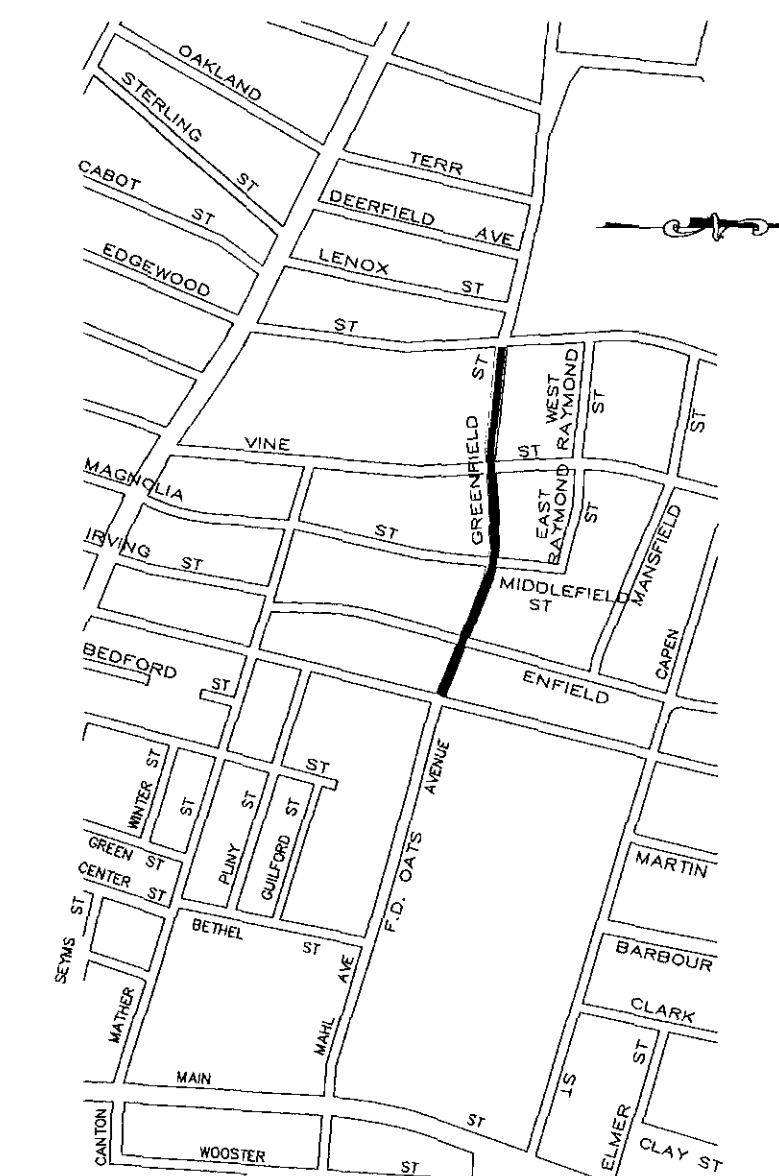 OAKLAND
STERLING
ST
CABOT
ST
EDGEWOOD
TERR
DEERFIELD
AVE
LENOX
ST
ST
ST
WEST
RAYMOND
ST
ST
VINE
ST
GREENFIELD
EAST
RAYMOND
ST
MAGNOLIA
ST
IRVING
ST
MIDDLEFIELD
ST
MANSFIELD
CAPEN
BEDFORD
ST
ENFIELD
WINTER ST
ST
ST
PLINY ST
GUILFORD ST
AVENUE
F.D. OATS
GREEN ST
CENTER ST
MARTIN
SEYMS ST
BETHEL
ST
BARBOUR
MATHER
MAHL AVE
CLARK
MAIN
ST
ST
ST
ELMER
CANTON
WOOSTER
ST
CLAY ST